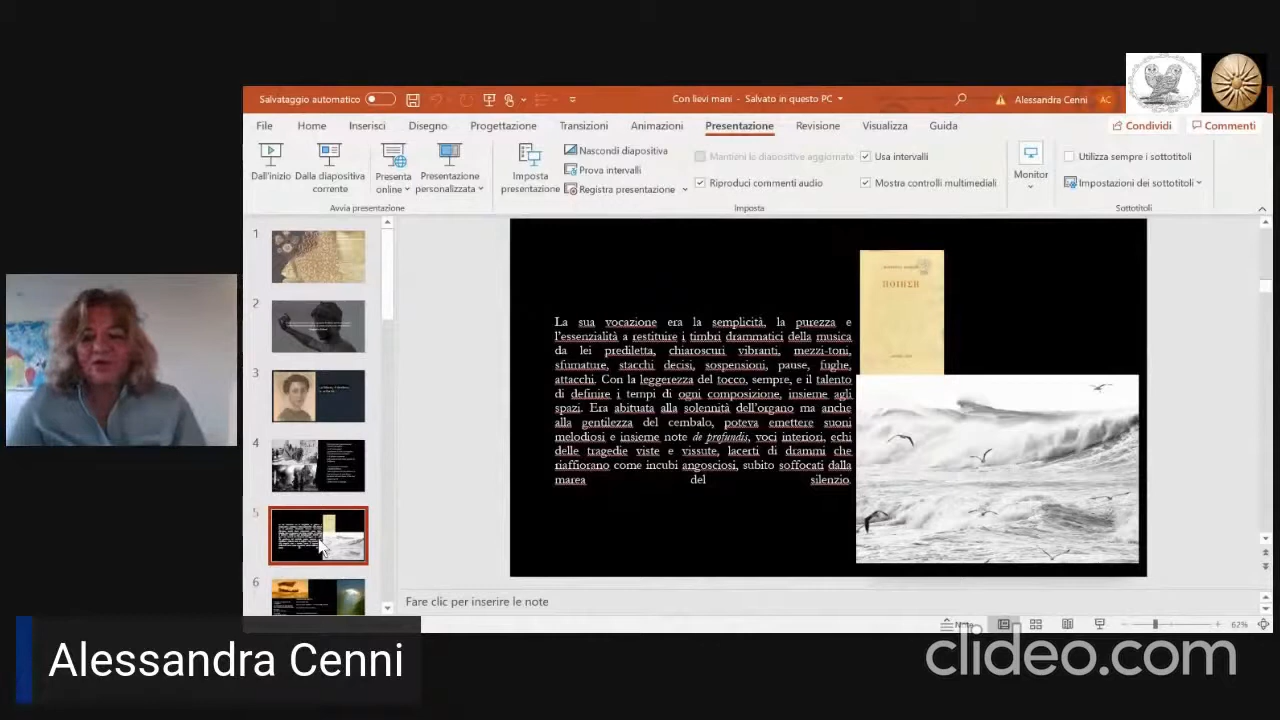 Salvataggio automatico
Con lievi mani - Salvato in questo PC
Alessandra Cenni
AC
File Home Inserisci Disegno Progettazione Transizioni Animazioni Presentazione Revisione Visualizza Guida
Condividi Commenti
Dall'inizio
Dalla diapositiva corrente
Presenta online
Presentazione personalizzata
Avvia presentazione
Imposta presentazione
Nascondi diapositiva
Prova intervalli
Registra presentazione
Mantieni le diapositive aggiornate
Riproduci commenti audio
Usa intervalli
Mostra controlli multimediali
Imposta
Monitor
Utilizza sempre i sottotitoli
Impostazioni dei sottotitoli
Sottotitoli
1
2
3
4
5
6
La sua vocazione era la semplicità, la purezza e
l'essenzialità a restituire i timbri drammatici della musica
da lei prediletta, chiaroscuri vibranti, mezzi-toni,
sfumature, stacchi decisi, sospensioni, pause, fughe,
attacchi. Con la leggerezza del tocco, sempre, e il talento
di definire i tempi di ogni composizione, insieme agli
spazi. Era abituata alla solennità dell'organo ma anche
alla gentilezza del cembalo, poteva emettere suoni
melodiosi e insieme note de profundis, voci interiori, echi
delle tragedie viste e vissute, lacerti di drammi che
riaffiorano come incubi angosciosi, subito soffocati dalla
marea del silenzio.
ΠΟΙΗΣΗ
Fare clic per inserire le note
62%
Alessandra Cenni
clideo.com